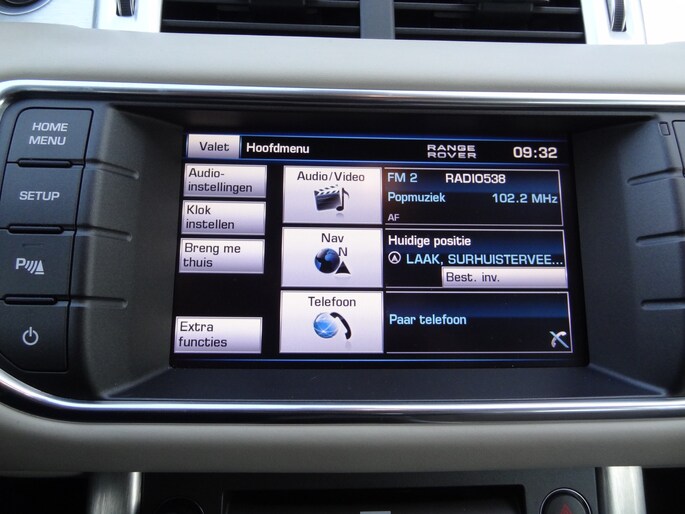 HOME
MENU
SETUP
P
Valet
Hoofdmenu
RANGE
ROVER
09:32
Audio-
instellingen
Klok
instellen
Breng me
thuis
Extra
functies
Audio/Video
FM 2 RADIO538
Popmuziek 102.2 MHz
AF
Nav
N
Huidige positie
LAAK, SURHUISTERVEE...
Best. inv.
Telefoon
Paar telefoon